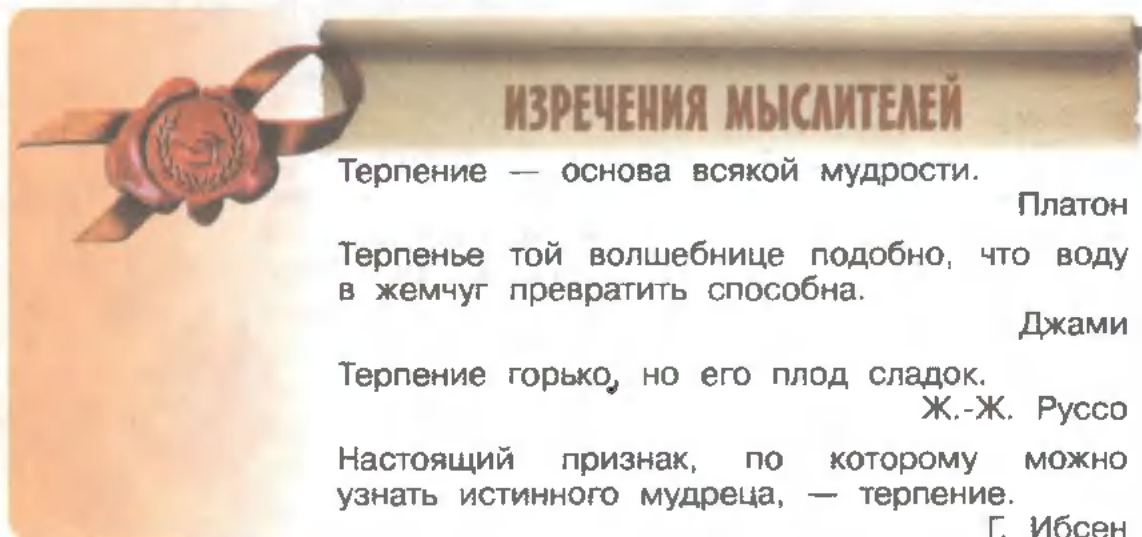 ИЗРЕЧЕНИЯ МЫСЛИТЕЛЕЙ
Терпение — основа всякой мудрости.
Платон
Терпенье той волшебнице подобно, что воду
в жемчуг превратить способна.
Джами
Терпение горько, но его плод сладок.
Ж.-Ж. Руссо
Настоящий признак, по которому можно
узнать истинного мудреца, — терпение.
Г. Ибсен